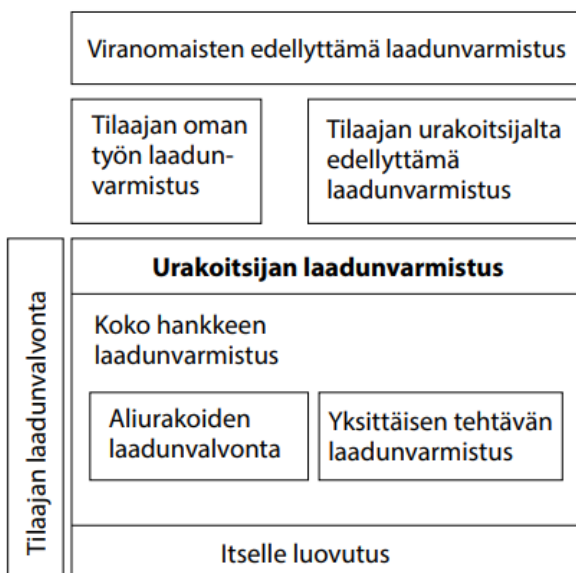 Viranomaisten edellyttämä laadunvarmistus
Tilaajan oman
työn laadun-
varmistus
Tilaajan urakoitsijalta
edellyttämä
laadunvarmistus
Tilaajan laadunvalvonta
Urakoitsijan laadunvarmistus
Koko hankkeen
laadunvarmistus
Aliurakoiden
laadunvalvonta
Yksittäisen tehtävän
laadunvarmistus
Itselle luovutus